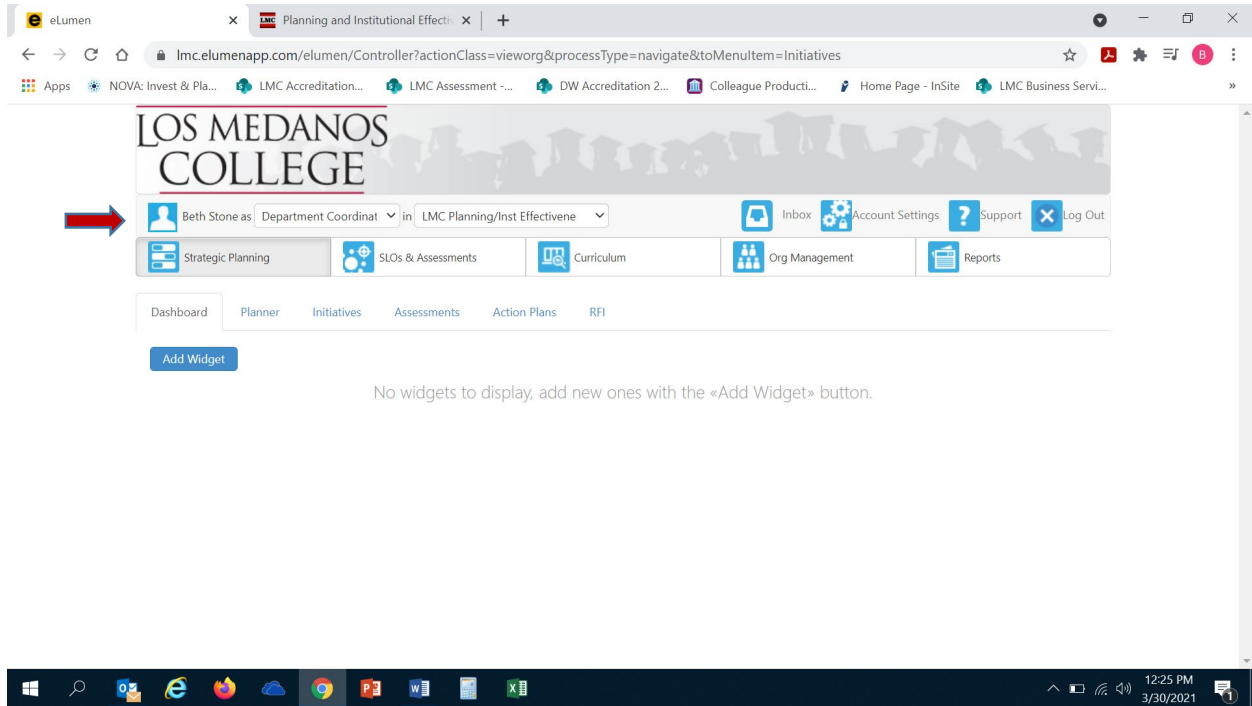 eLumen
LMC Planning and Institutional Effectiv
lmc.elumenapp.com/elumen/Controller?actionClass=vieworg&processType=navigate&toMenuItem=Initiatives
B
Apps NOVA: Invest & Pla... LMC Accreditation... LMC Assessment -... DW Accreditation 2... Colleague Producti... Home Page - InSite LMC Business Servi... »
LOS MEDANOS
COLLEGE
Beth Stone as Department Coordinat in LMC Planning/Inst Effectivene Inbox Account Settings ? Support Log Out
Strategic Planning SLOs & Assessments Curriculum Org Management Reports
Dashboard Planner Initiatives Assessments Action Plans RFI
Add Widget
No widgets to display, add new ones with the «Add Widget» button.
12:25 PM
3/30/2021
1